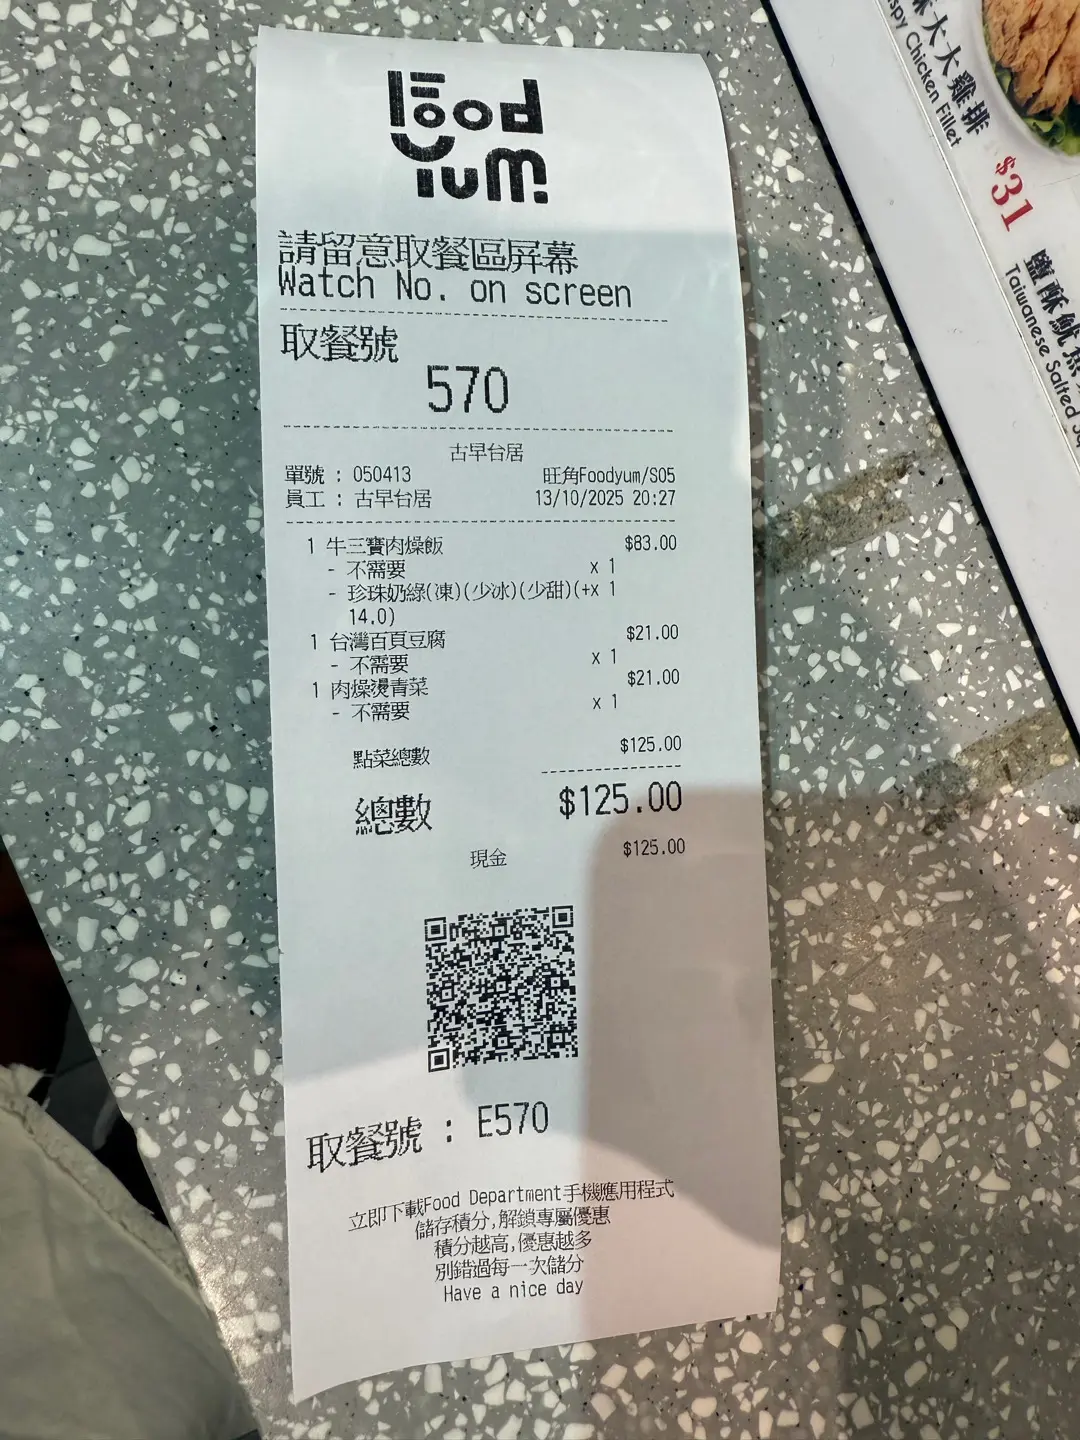 Food
yum
請留意取餐區屏幕
Watch No. on screen
取餐號
570
古早台居
單號 : 050413 旺角Foodyum/S05
員工 : 古早台居 13/10/2025 20:27
1 牛三寶肉燥飯 $83.00
- 不需要 x 1
- 珍珠奶綠(凍)(少冰)(少甜)(+x 1
14.0)
1 台灣百頁豆腐 $21.00
- 不需要 x 1
1 肉燥燙青菜 $21.00
- 不需要 x 1
點菜總數 $125.00
總數 $125.00
現金 $125.00
取餐號 : E570
立即下載Food Department手機應用程式
儲存積分,解鎖專屬優惠
積分越高,優惠越多
別錯過每一次儲分
Have a nice day
大大雞排
Chicken Fillet
$31
鹽酥魷
Taiwanese Salted